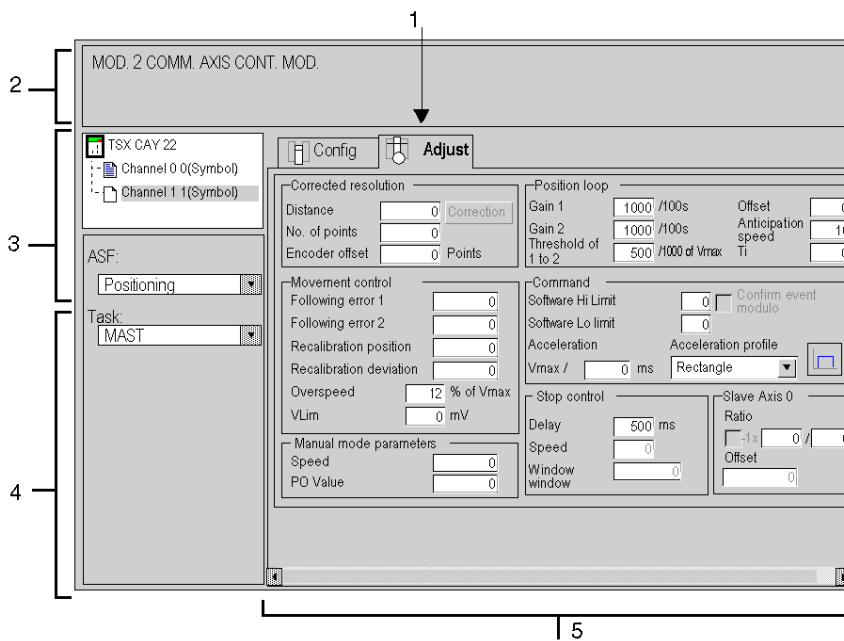 1
2
MOD. 2 COMM. AXIS CONT. MOD.
3
TSX CAY 22
Channel 0 0(Symbol)
Channel 1 1(Symbol)
ASF:
Positioning
4
Task:
MAST
Config
Adjust
Corrected resolution
Distance 0 Correction
No. of points 0
Encoder offset 0 Points
Movement control
Following error 1 0
Following error 2 0
Recalibration position 0
Recalibration deviation 0
Overspeed 12 % of Vmax
VLim 0 mV
Manual mode parameters
Speed 0
PO Value 0
Position loop
Gain 1 1000 /100s Offset 0
Gain 2 1000 /100s Anticipation speed 10
Threshold of 1 to 2 500 /1000 of Vmax Ti 0
Command
Software Hi Limit 0 Confirm event modulo
Software Lo limit 0
Acceleration Acceleration profile
Vmax / 0 ms Rectangle
Stop control
Delay 500 ms
Speed 0
Window window 0
Slave Axis 0
Ratio
-1x 0 / 0
Offset
0
5